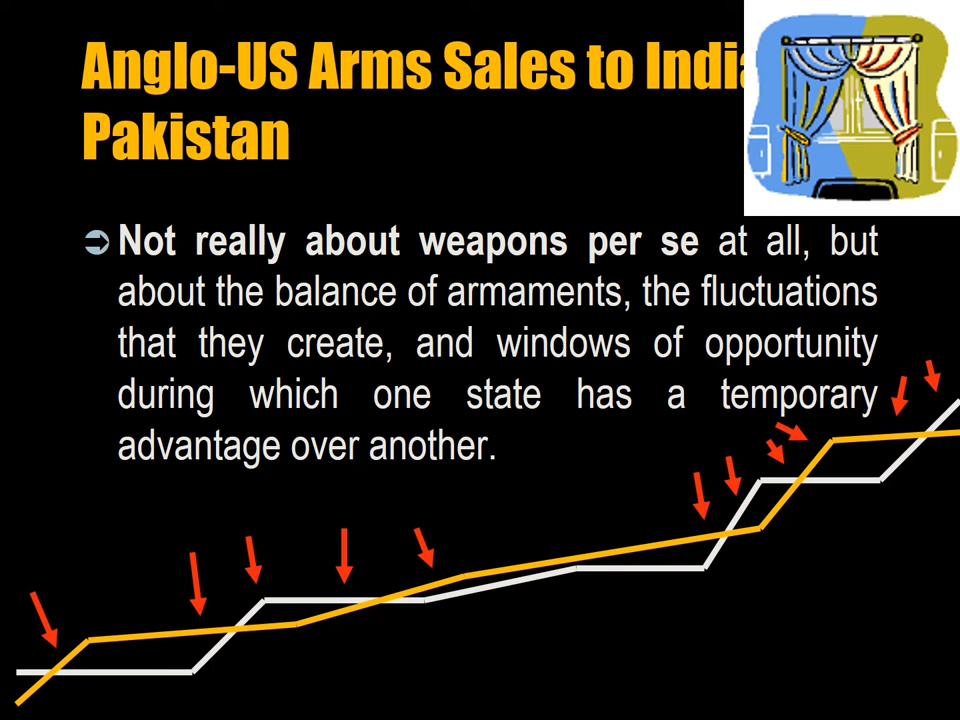 Anglo-US Arms Sales to India
Pakistan
Not really about weapons per se at all, but
about the balance of armaments, the fluctuations
that they create, and windows of opportunity
during which one state has a temporary
advantage over another.